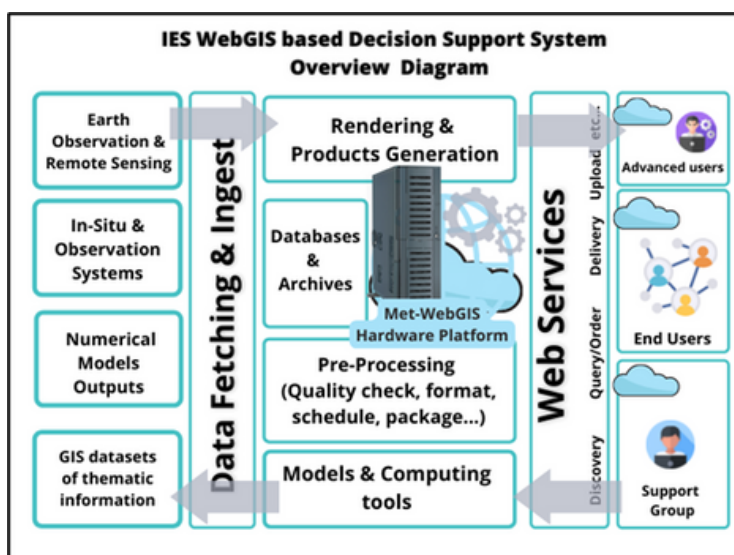 IES WebGIS based Decision Support System
Overview Diagram
Earth
Observation &
Remote Sensing
In-Situ &
Observation
Systems
Numerical
Models
Outputs
GIS datasets
of thematic
information
Data Fetching & Ingest
Rendering &
Products Generation
Databases
&
Archives
Met-WebGIS
Hardware Platform
Pre-Processing
(Quality check, format,
schedule, package...)
Models & Computing
tools
Web Services
Upload etc...
Delivery
Query/Order
Discovery
Advanced users
End Users
Support
Group